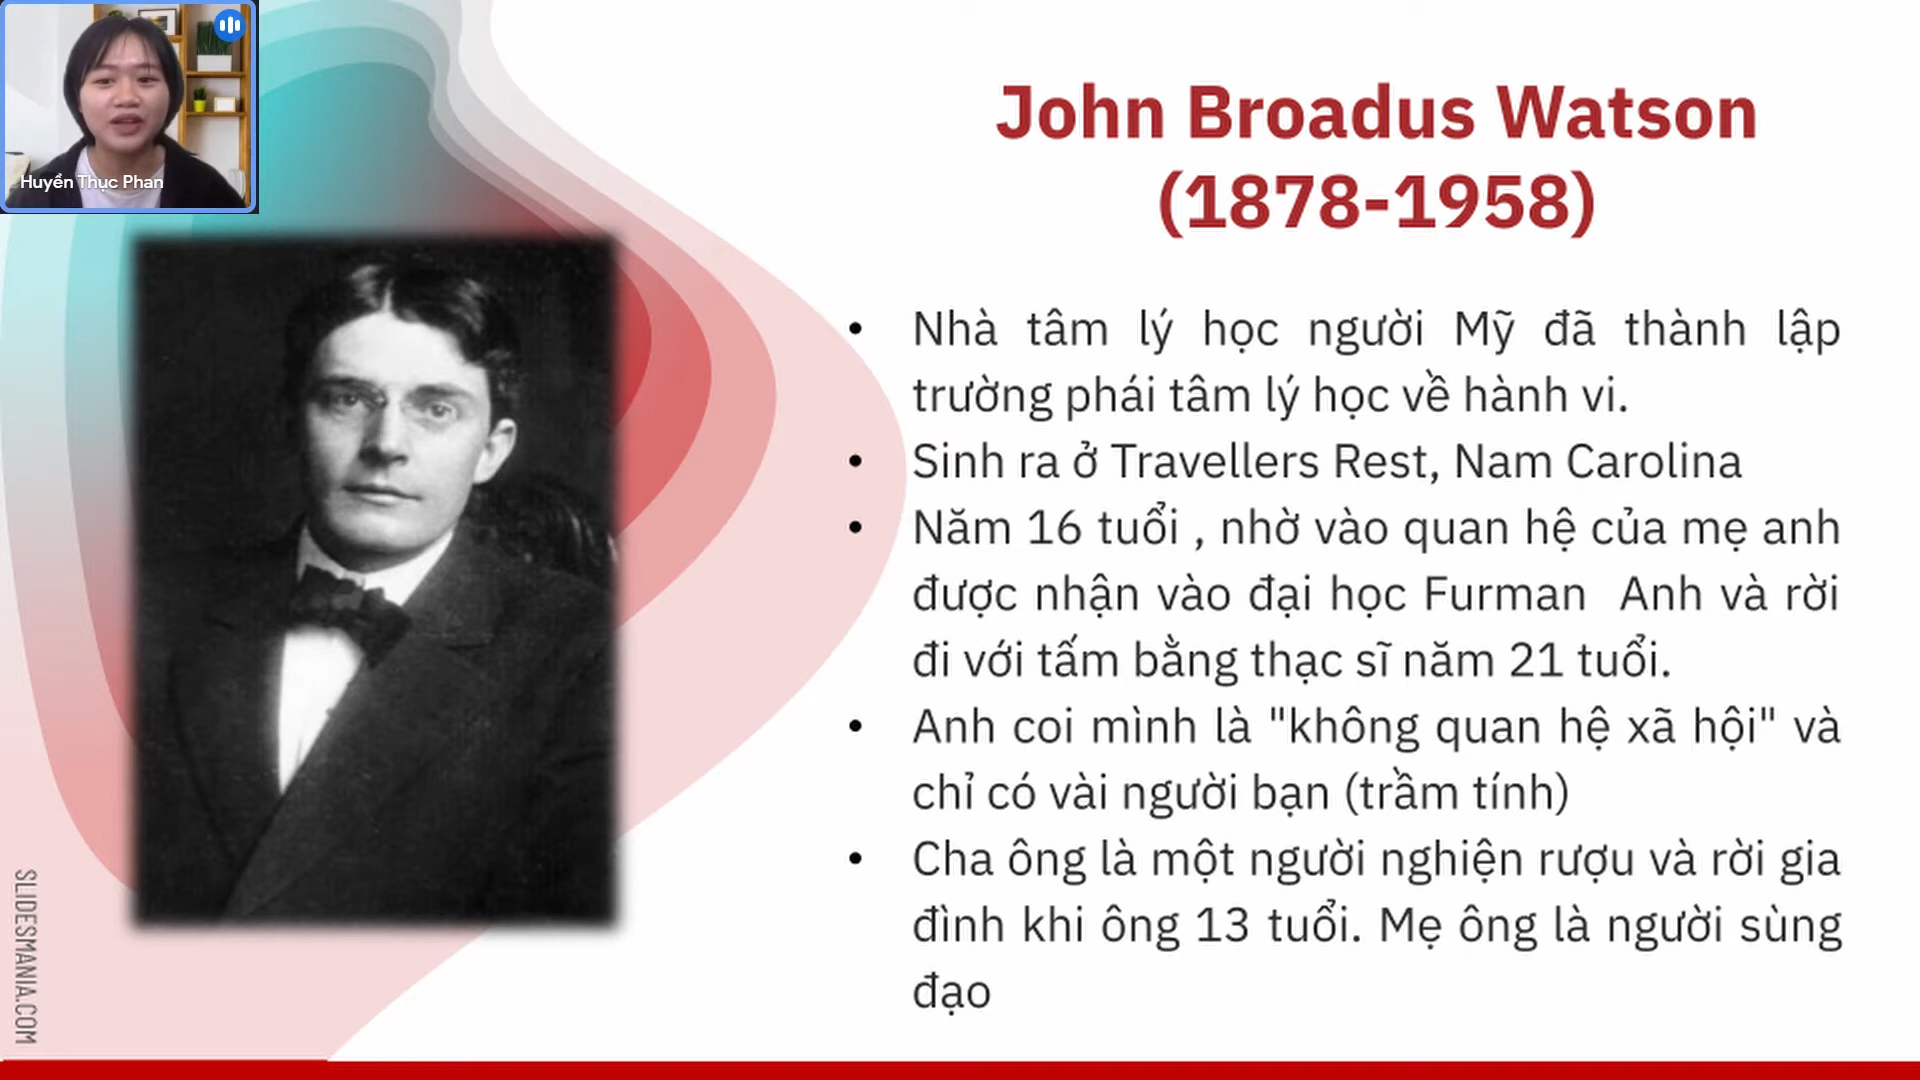 Huyền Thục Phan
John Broadus Watson
(1878-1958)
• Nhà tâm lý học người Mỹ đã thành lập
trường phái tâm lý học về hành vi.
• Sinh ra ở Travellers Rest, Nam Carolina
• Năm 16 tuổi , nhờ vào quan hệ của mẹ anh
được nhận vào đại học Furman  Anh và rời
đi với tấm bằng thạc sĩ năm 21 tuổi.
• Anh coi mình là "không quan hệ xã hội" và
chỉ có vài người bạn (trầm tính)
• Cha ông là một người nghiện rượu và rời gia
đình khi ông 13 tuổi. Mẹ ông là người sùng
đạo
SLIDESMANIA.COM